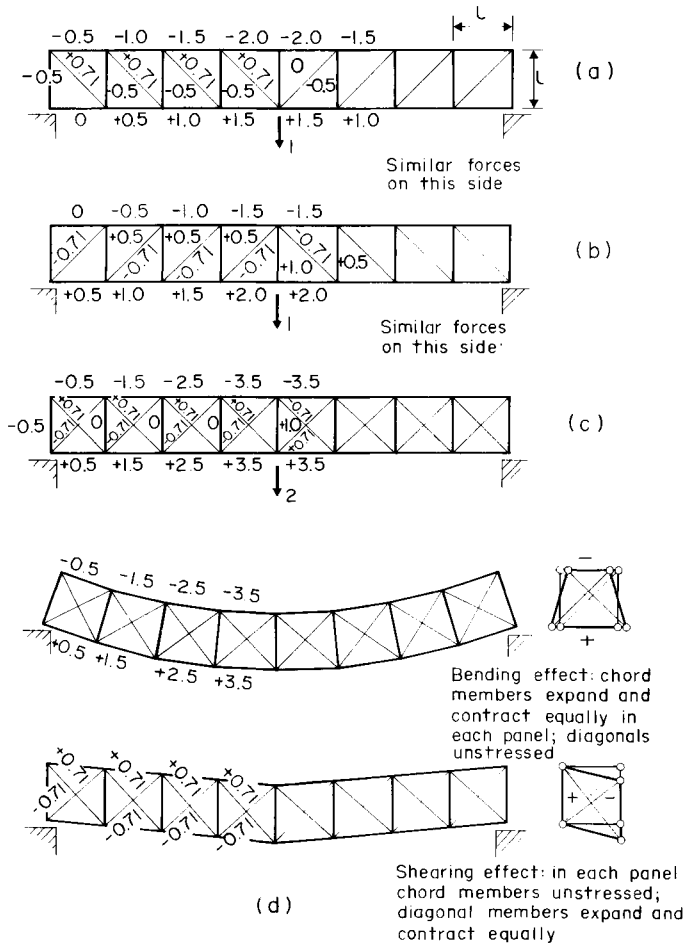 l
-0.5 -1.0 -1.5 -2.0 -2.0 -1.5
-0.5 +0.71 +0.71 +0.71 +0.71 0 l (a)
-0.5 -0.5 -0.5 -0.5
0 +0.5 +1.0 +1.5 +1.5 +1.0
1
Similar forces
on this side
0 -0.5 -1.0 -1.5 -1.5
-0.71 +0.5 -0.71 +0.5 -0.71 +0.5 -0.71 -0.71 (b)
+1.0 +0.5
+0.5 +1.0 +1.5 +2.0 +2.0
1
Similar forces
on this side
-0.5 -1.5 -2.5 -3.5 -3.5
+0.71 +0.71 +0.71 +0.71 -0.71
-0.5 0 0 0 +1.0 (c)
-0.71 -0.71 -0.71 -0.71 +0.71
+0.5 +1.5 +2.5 +3.5 +3.5
2
-0.5 -1.5 -2.5 -3.5
-
+0.5 +1.5 +2.5 +3.5
+
Bending effect: chord
members expand and
contract equally in
each panel; diagonals
unstressed
+0.71 +0.71 +0.71 +0.71
-0.71 -0.71 -0.71 -0.71
+ -
Shearing effect: in each panel
chord members unstressed;
diagonal members expand and
contract equally
(d)